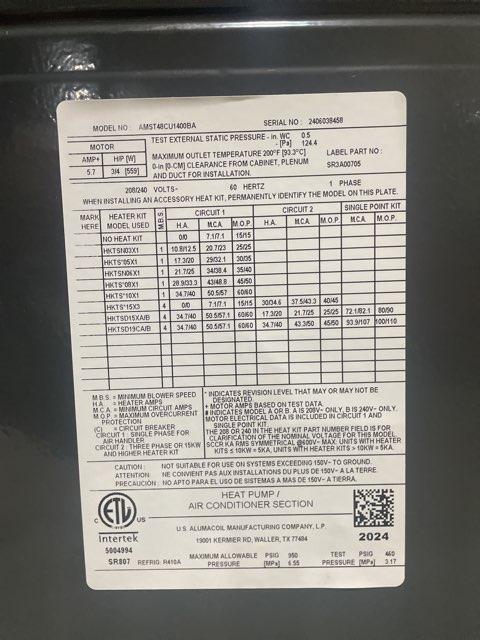 MODEL NO : AMST48CU1400BA SERIAL NO : 2406038458
MOTOR
AMP+ H/P [W]
5.7 3/4 [559]
TEST EXTERNAL STATIC PRESSURE - in. WC 0.5
- [Pa] 124.4
MAXIMUM OUTLET TEMPERATURE 200°F [93.3°C]
0-in [0-CM] CLEARANCE FROM CABINET, PLENUM
AND DUCT FOR INSTALLATION.
LABEL PART NO :
SR3A00705
208/240 VOLTS~ 60 HERTZ 1 PHASE
WHEN INSTALLING AN ACCESSORY HEAT KIT, PERMANENTLY IDENTIFY THE MODEL ON THIS PLATE.
MARK HERE HEATER KIT MODEL USED M.B.S. CIRCUIT 1 CIRCUIT 2 SINGLE POINT KIT
H.A. M.C.A. M.O.P. H.A. M.C.A. M.O.P. M.C.A. M.O.P.
NO HEAT KIT 0/0 7.1/7.1 15/15
HKTSN03X1 1 10.8/12.5 20.7/23 25/25
HKTS*05X1 1 17.3/20 29/32.1 30/35
HKTSN06X1 1 21.7/25 34/38.4 35/40
HKTS*08X1 1 28.9/33.3 43/48.8 45/50
HKTS*10X1 1 34.7/40 50.5/57 60/60
HKTS*15X3 4 0/0 7.1/7.1 15/15 30/34.6 37.5/43.3 40/45
HKTSD15XA/B 4 34.7/40 50.5/57.1 60/60 17.3/20 21.7/25 25/25 72.1/82.1 80/90
HKTSD19CA/B 4 34.7/40 50.5/57.1 60/60 34.7/40 43.3/50 45/50 93.9/107 100/110
M.B.S. = MINIMUM BLOWER SPEED
H.A. = HEATER AMPS
M.C.A. = MINIMUM CIRCUIT AMPS
M.O.P. = MAXIMUM OVERCURRENT
PROTECTION
(C) = CIRCUIT BREAKER
CIRCUIT 1 : SINGLE PHASE FOR
AIR HANDLER
CIRCUIT 2 : THREE PHASE OR 15KW
AND HIGHER HEATER KIT
* INDICATES REVISION LEVEL THAT MAY OR MAY NOT BE
DESIGNATED.
+ MOTOR AMPS BASED ON TEST DATA.
# INDICATES MODEL A OR B. A IS 208V~ ONLY, B IS 240V~ ONLY.
MOTOR AND ELECTRICAL DATA IS INCLUDED IN CIRCUIT 1 AND
SINGLE POINT KIT
THE 208 OR 240 IN THE HEAT KIT PART NUMBER FIELD IS FOR
CLARIFICATION OF THE NOMINAL VOLTAGE FOR THIS MODEL
SCCR KA RMS SYMMETRICAL @600V~ MAX: UNITS WITH HEATER
KITS ≤ 10KW = 5KA, UNITS WITH HEATER KITS > 10KW = 5KA.
CAUTION : NOT SUITABLE FOR USE ON SYSTEMS EXCEEDING 150V~ TO GROUND.
ATTENTION : NE CONVIENT PAS AUX INSTALLATIONS DU PLUS DE 150V~ A LA TERRE.
PRECAUCION : NO APTO PARA EL USO DE SISTEMAS A MAS DE 150V~ A TIERRA.
HEAT PUMP /
AIR CONDITIONER SECTION
C ETL US
Intertek
5004994
U.S. ALUMACOIL MANUFACTURING COMPANY, L.P.
19001 KERMIER RD, WALLER, TX 77484
2024
SR807 REFRIG: R410A MAXIMUM ALLOWABLE PRESSURE PSIG 950 [MPa] 6.55 TEST PRESSURE PSIG 460 [MPa] 3.17